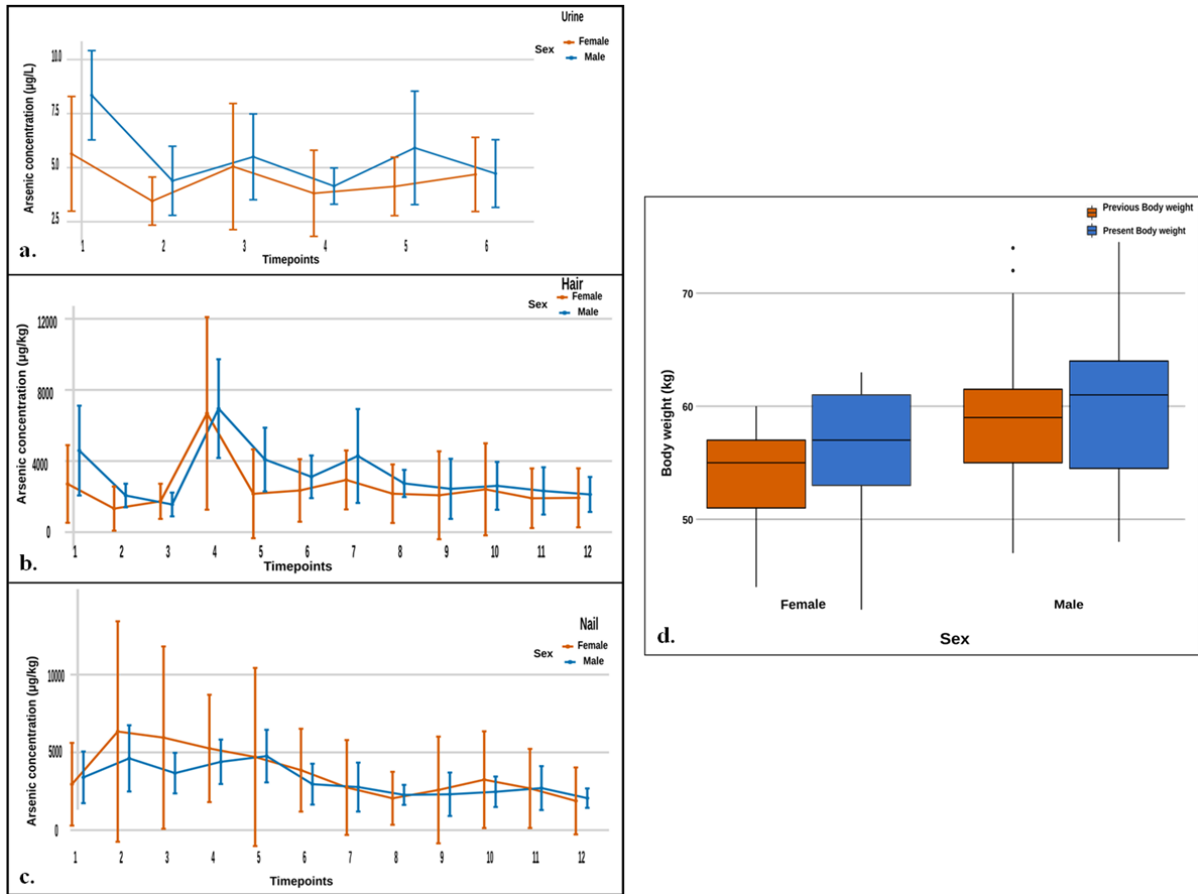 Urine
Sex
Female
Male
Arsenic concentration (µg/L)
10.0
7.5
5.0
2.5
1 2 3 4 5 6
Timepoints
a.
Hair
Sex
Female
Male
Arsenic concentration (µg/kg)
12000
8000
4000
0
1 2 3 4 5 6 7 8 9 10 11 12
Timepoints
b.
Nail
Sex
Female
Male
Arsenic concentration (µg/kg)
10000
5000
0
1 2 3 4 5 6 7 8 9 10 11 12
Timepoints
c.
Previous Body weight
Present Body weight
Body weight (kg)
70
60
50
Female Male
Sex
d.